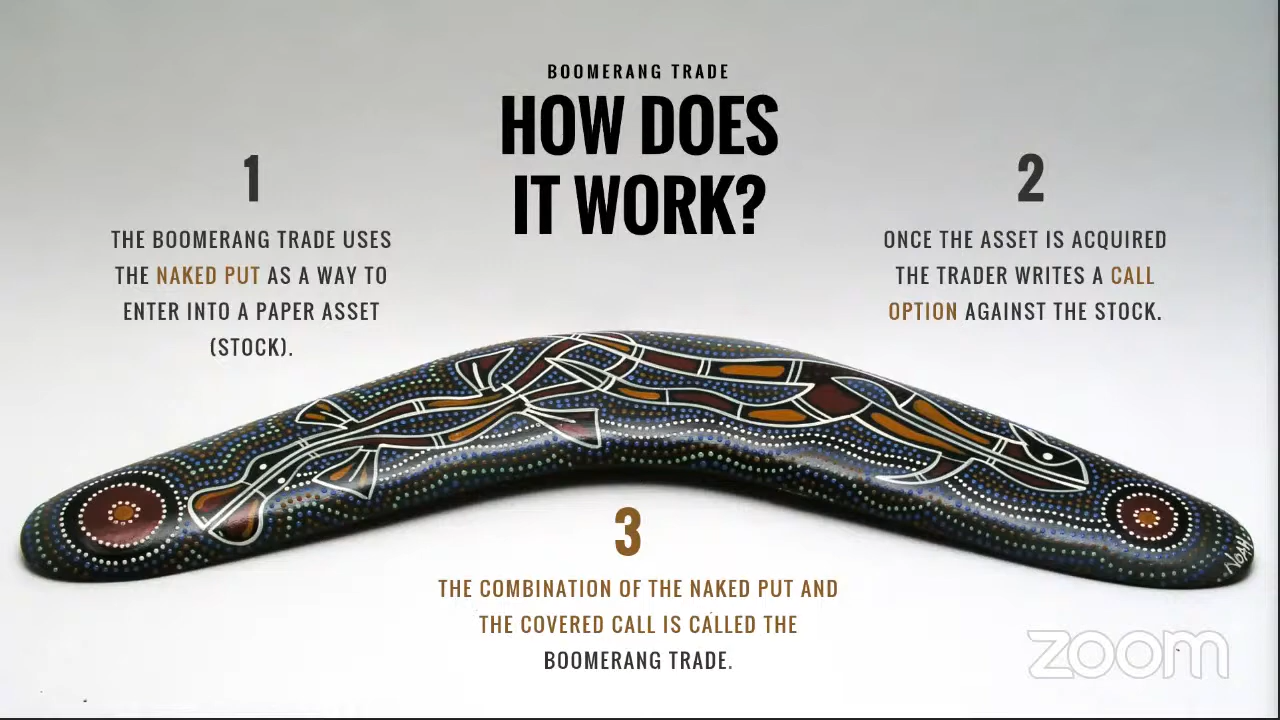 BOOMERANG TRADE
HOW DOES
IT WORK?
1
THE BOOMERANG TRADE USES
THE NAKED PUT AS A WAY TO
ENTER INTO A PAPER ASSET
(STOCK).
2
ONCE THE ASSET IS ACQUIRED
THE TRADER WRITES A CALL
OPTION AGAINST THE STOCK.
3
THE COMBINATION OF THE NAKED PUT AND
THE COVERED CALL IS CALLED THE
BOOMERANG TRADE.
NOAH
zoom